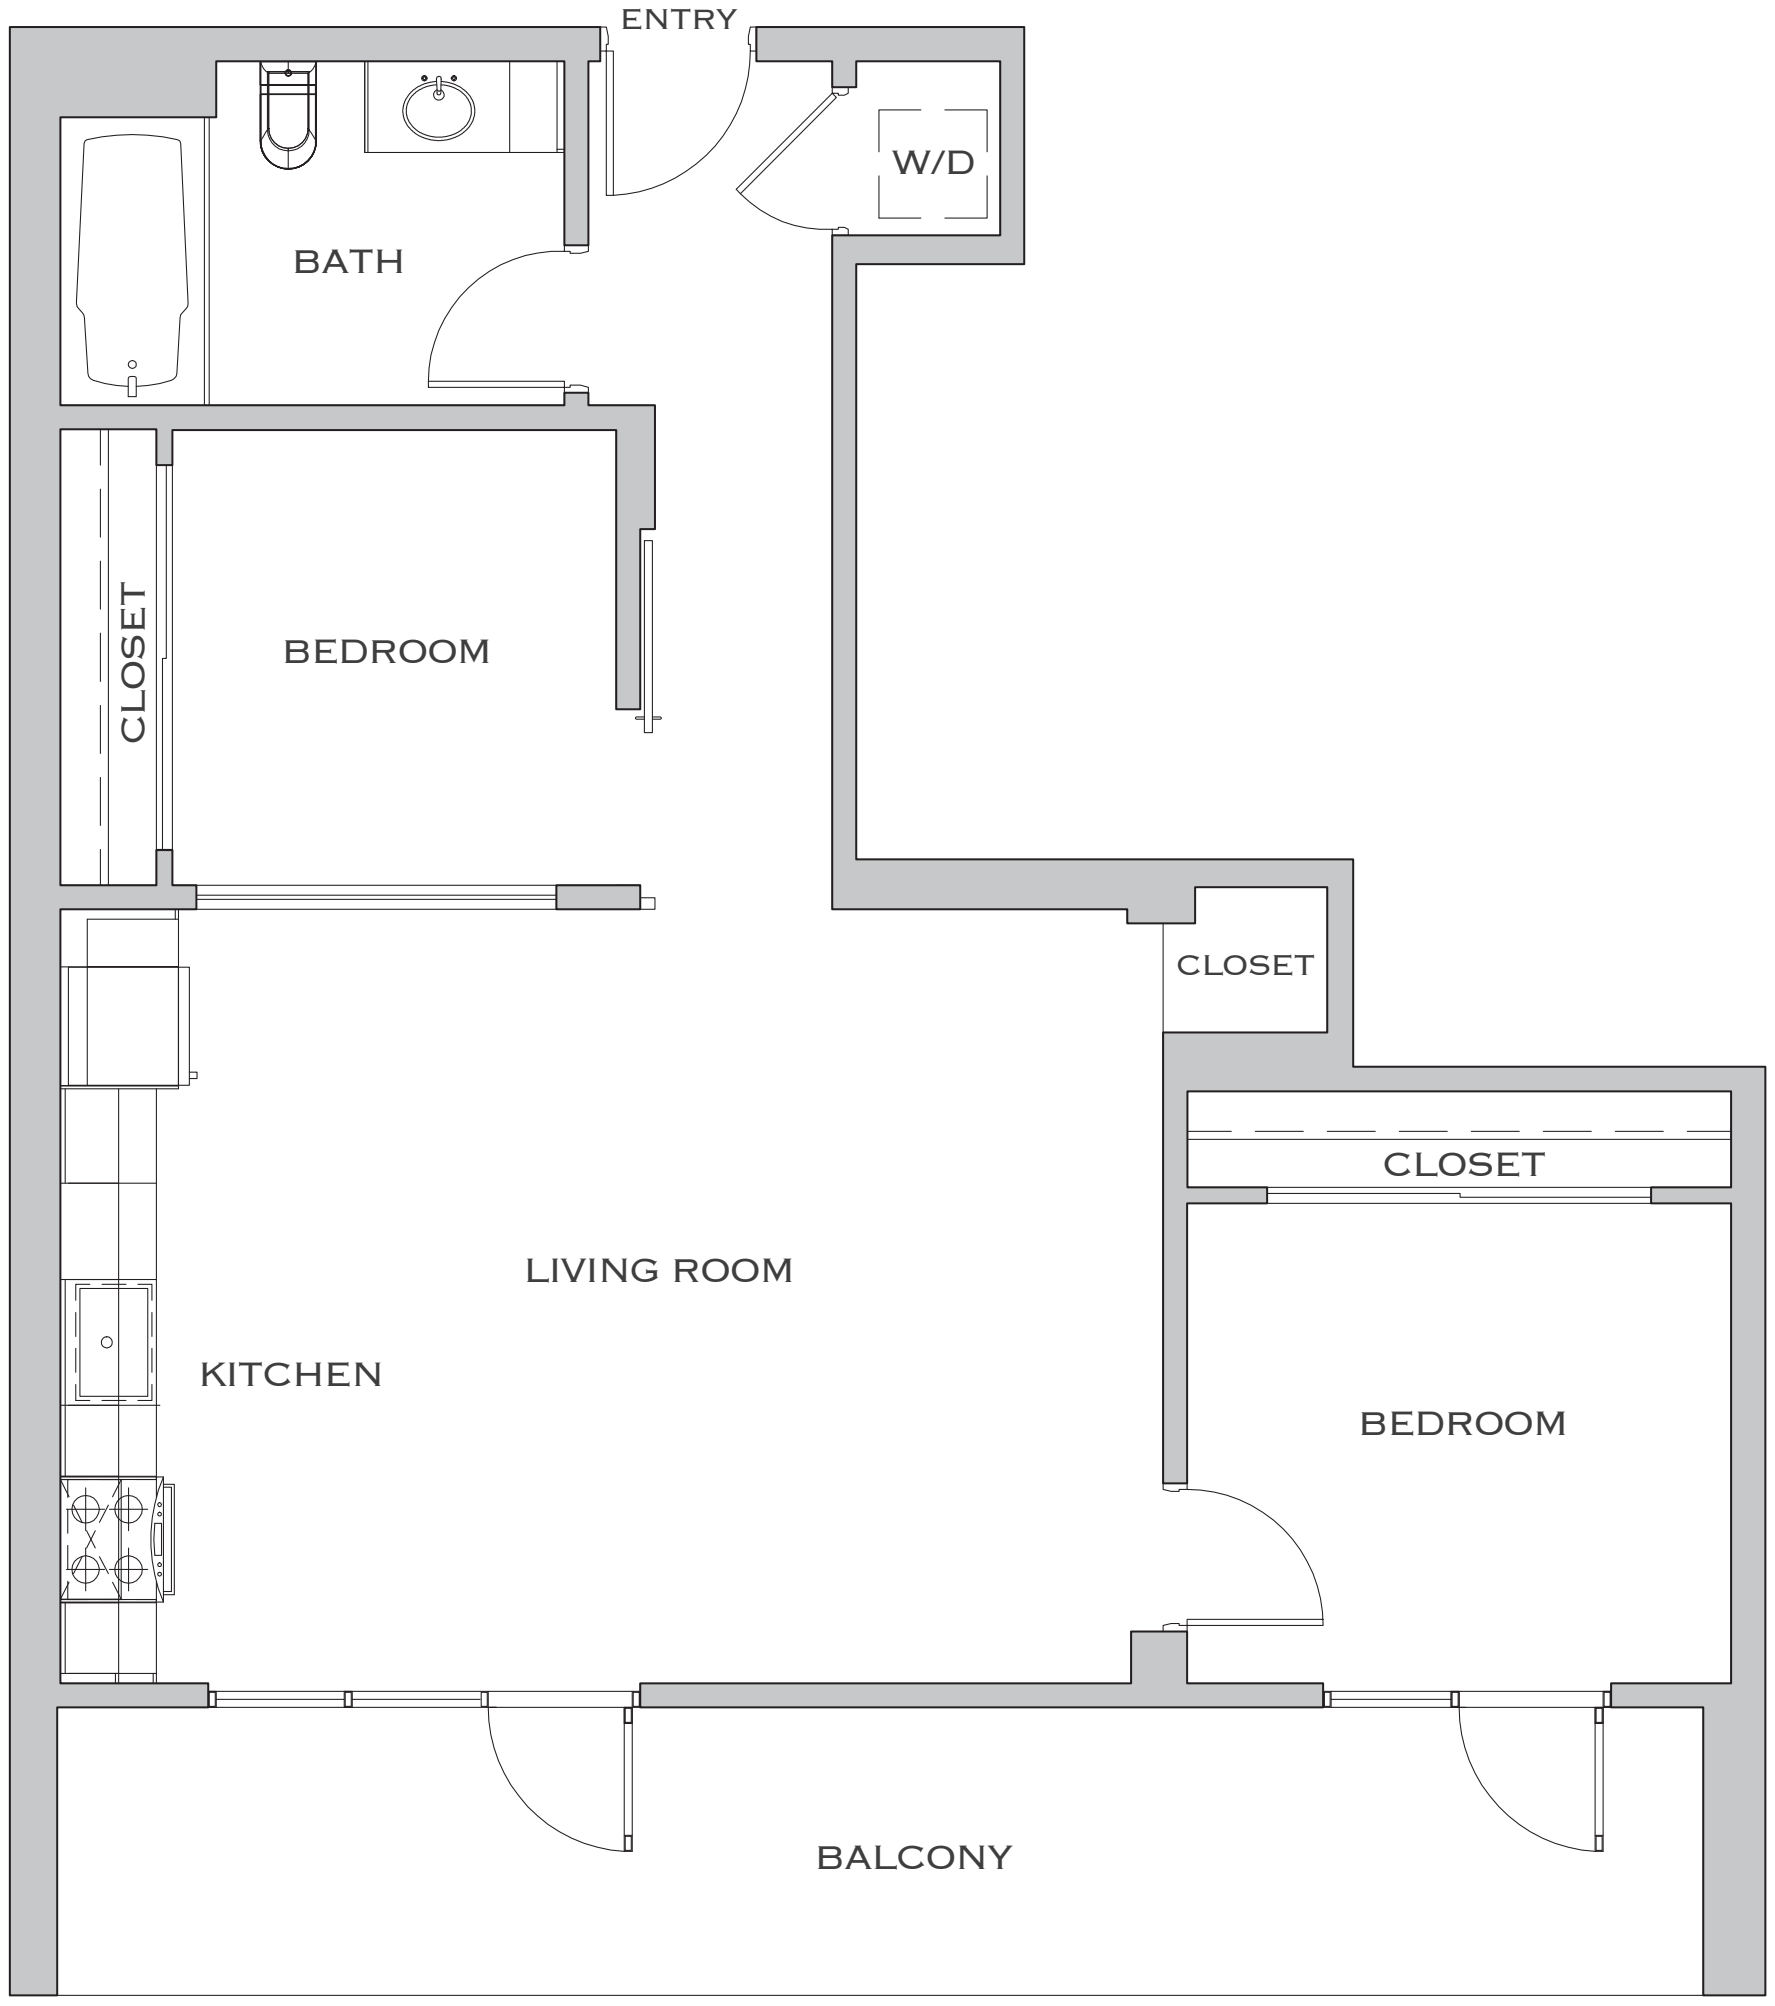 ENTRY
W/D
BATH
CLOSET
BEDROOM
CLOSET
CLOSET
LIVING ROOM
KITCHEN
BEDROOM
BALCONY